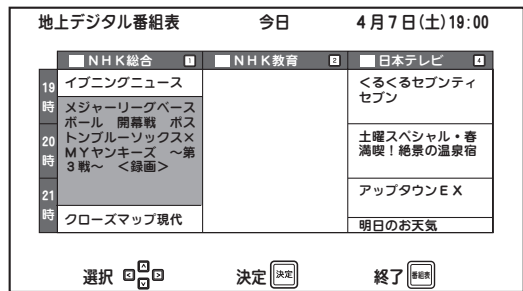 地上デジタル番組表 今日 4月7日(土)19:00
NHK総合 1 NHK教育 2 日本テレビ 4
19時
20時
21時
イブニングニュース
メジャーリーグベース
ボール 開幕戦 ボス
トンブルーソックス×
MYヤンキーズ ~第
3戦~ <録画>
クローズマップ現代
くるくるセブンティ
セブン
土曜スペシャル・春
満喫!絶景の温泉宿
アップタウンEX
明日のお天気
選択 決定 決定 終了 番組表